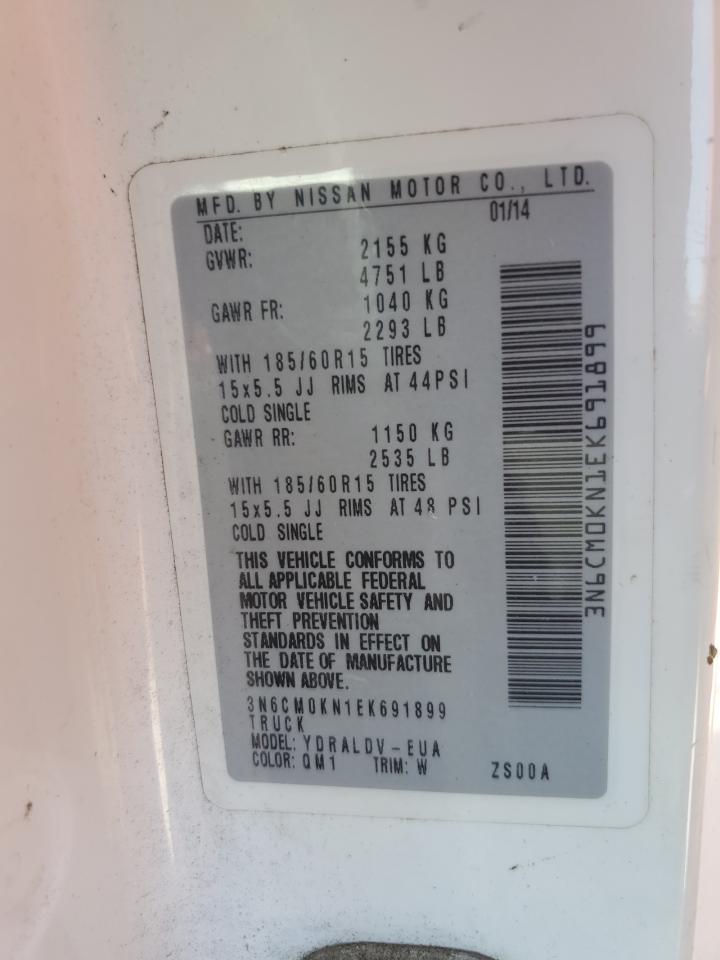 MFD. BY NISSAN MOTOR CO., LTD.
DATE: 01/14
GVWR: 2155 KG
4751 LB
GAWR FR: 1040 KG
2293 LB
WITH 185/60R15 TIRES
15x5.5 JJ RIMS AT 44PSI
COLD SINGLE
GAWR RR: 1150 KG
2535 LB
WITH 185/60R15 TIRES
15x5.5 JJ RIMS AT 48 PSI
COLD SINGLE
THIS VEHICLE CONFORMS TO
ALL APPLICABLE FEDERAL
MOTOR VEHICLE SAFETY AND
THEFT PREVENTION
STANDARDS IN EFFECT ON
THE DATE OF MANUFACTURE
SHOWN ABOVE.
3N6CM0KN1EK691899
TRUCK
MODEL: YDRALDV-EUA
COLOR: QM1 TRIM: W ZS00A
3N6CM0KN1EK691899